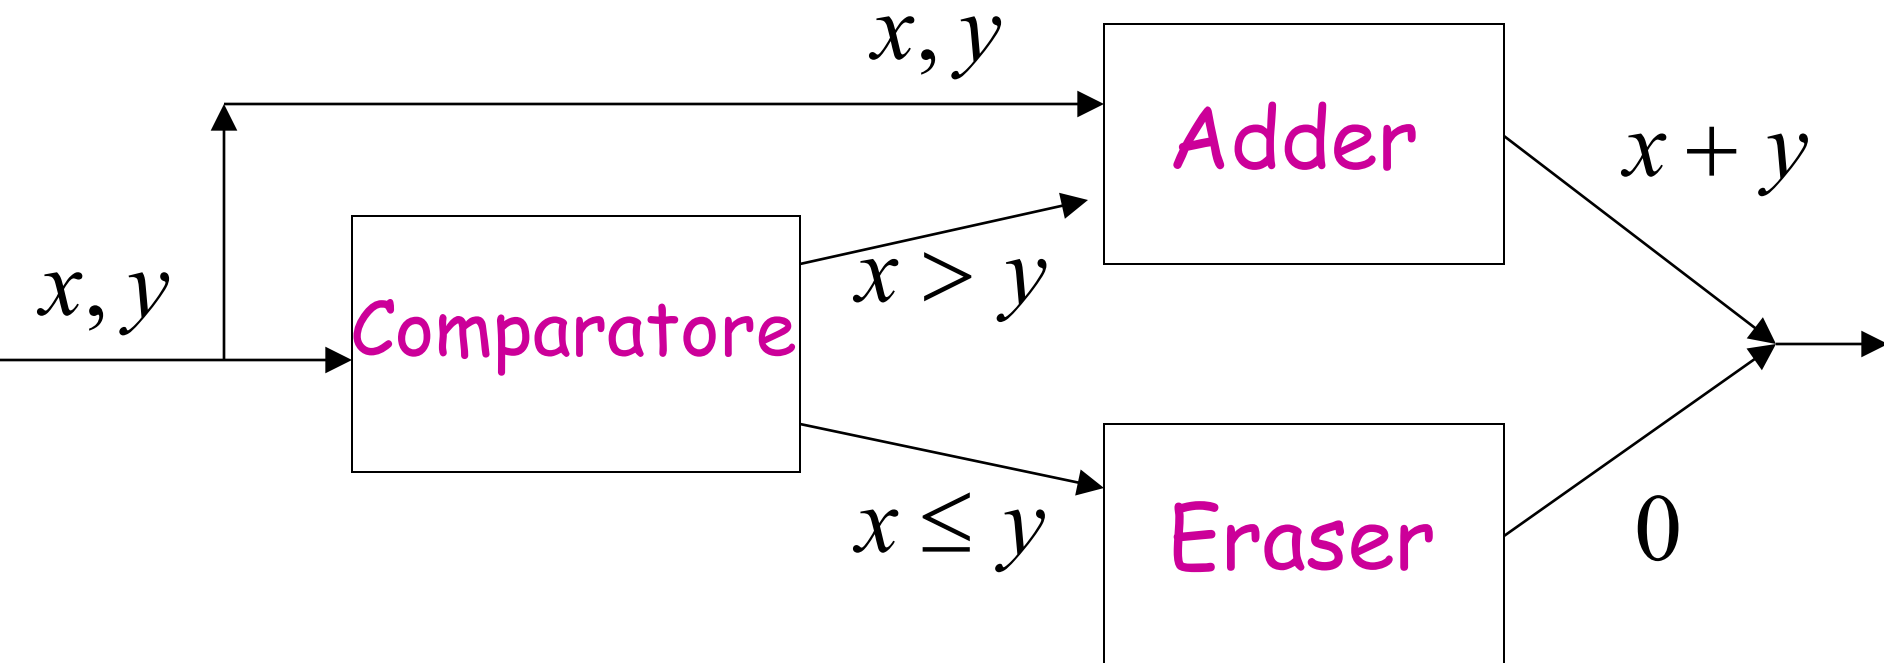 x, y
Adder
x + y
x, y
x > y
Comparatore
x ≤ y
Eraser
0